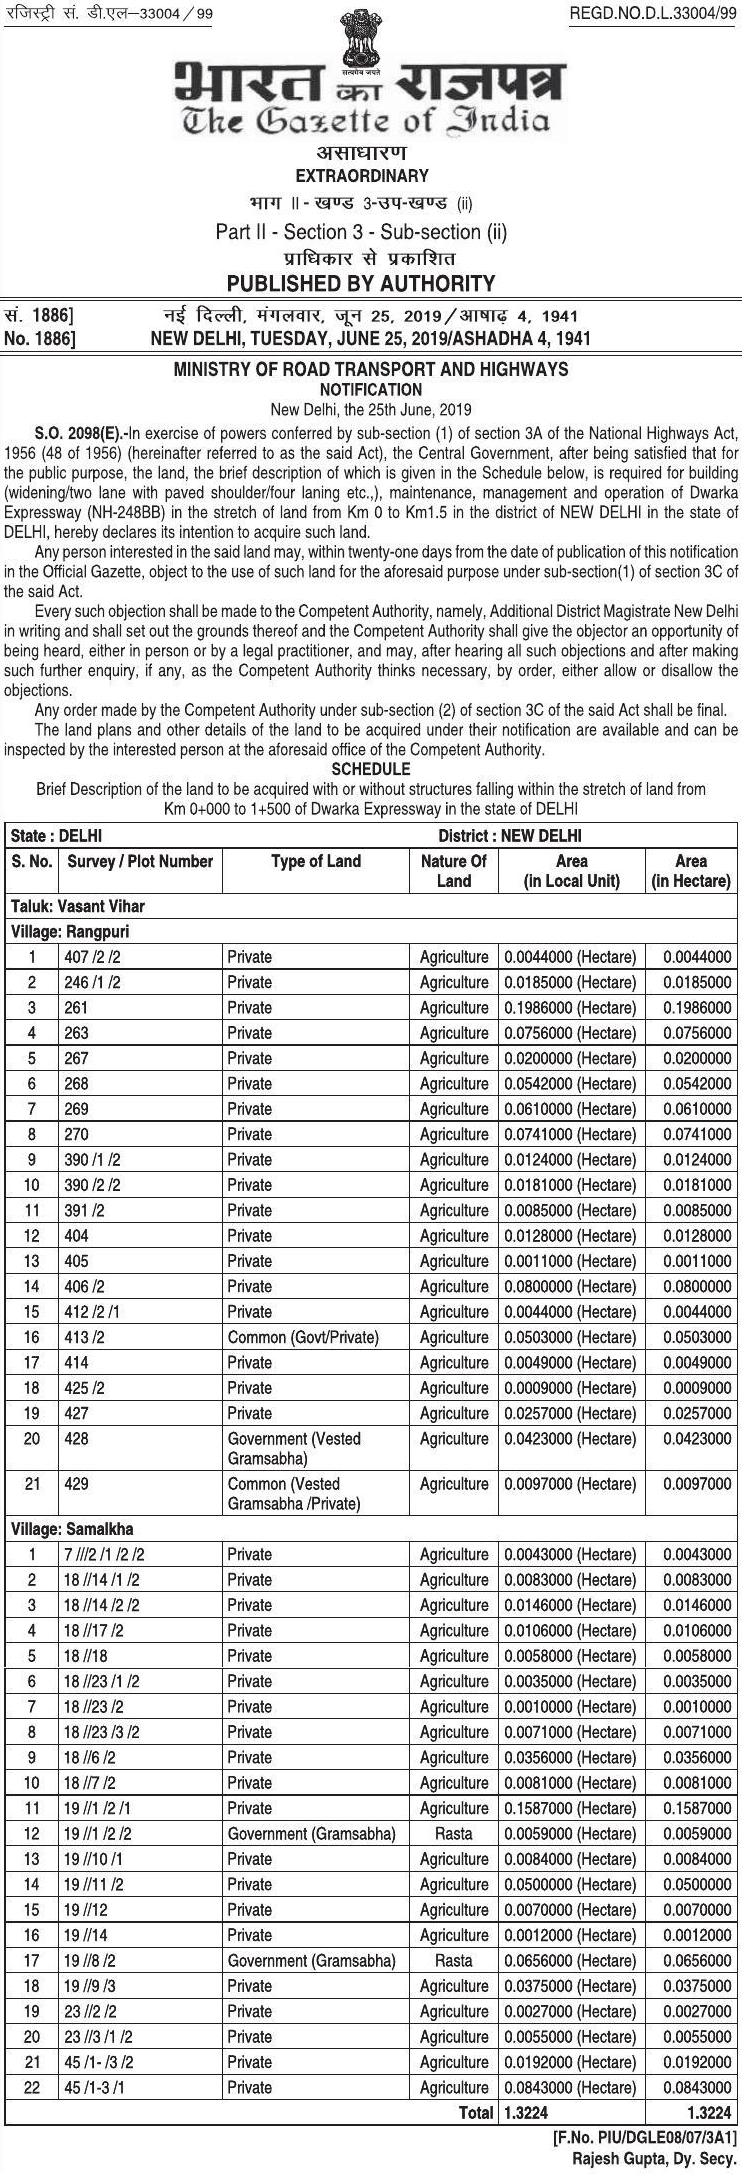 रजिस्ट्री सं. डी.एल–33004/99
REGD.NO.D.L.33004/99
सत्यमेव जयते
भारत का राजपत्र
The Gazette of India
असाधारण
EXTRAORDINARY
भाग II - खण्ड 3-उप-खण्ड (ii)
Part II - Section 3 - Sub-section (ii)
प्राधिकार से प्रकाशित
PUBLISHED BY AUTHORITY
सं. 1886] नई दिल्ली, मंगलवार, जून 25, 2019/आषाढ़ 4, 1941
No. 1886] NEW DELHI, TUESDAY, JUNE 25, 2019/ASHADHA 4, 1941
MINISTRY OF ROAD TRANSPORT AND HIGHWAYS
NOTIFICATION
New Delhi, the 25th June, 2019
S.O. 2098(E).-In exercise of powers conferred by sub-section (1) of section 3A of the National Highways Act,
1956 (48 of 1956) (hereinafter referred to as the said Act), the Central Government, after being satisfied that for
the public purpose, the land, the brief description of which is given in the Schedule below, is required for building
(widening/two lane with paved shoulder/four laning etc.,), maintenance, management and operation of Dwarka
Expressway (NH-248BB) in the stretch of land from Km 0 to Km1.5 in the district of NEW DELHI in the state of
DELHI, hereby declares its intention to acquire such land.
Any person interested in the said land may, within twenty-one days from the date of publication of this notification
in the Official Gazette, object to the use of such land for the aforesaid purpose under sub-section(1) of section 3C of
the said Act.
Every such objection shall be made to the Competent Authority, namely, Additional District Magistrate New Delhi
in writing and shall set out the grounds thereof and the Competent Authority shall give the objector an opportunity of
being heard, either in person or by a legal practitioner, and may, after hearing all such objections and after making
such further enquiry, if any, as the Competent Authority thinks necessary, by order, either allow or disallow the
objections.
Any order made by the Competent Authority under sub-section (2) of section 3C of the said Act shall be final.
The land plans and other details of the land to be acquired under their notification are available and can be
inspected by the interested person at the aforesaid office of the Competent Authority.
SCHEDULE
Brief Description of the land to be acquired with or without structures falling within the stretch of land from
Km 0+000 to 1+500 of Dwarka Expressway in the state of DELHI
State : DELHI District : NEW DELHI
S. No. Survey / Plot Number Type of Land Nature Of Area Area
Land (in Local Unit) (in Hectare)
Taluk: Vasant Vihar
Village: Rangpuri
1 407 /2 /2 Private Agriculture 0.0044000 (Hectare) 0.0044000
2 246 /1 /2 Private Agriculture 0.0185000 (Hectare) 0.0185000
3 261 Private Agriculture 0.1986000 (Hectare) 0.1986000
4 263 Private Agriculture 0.0756000 (Hectare) 0.0756000
5 267 Private Agriculture 0.0200000 (Hectare) 0.0200000
6 268 Private Agriculture 0.0542000 (Hectare) 0.0542000
7 269 Private Agriculture 0.0610000 (Hectare) 0.0610000
8 270 Private Agriculture 0.0741000 (Hectare) 0.0741000
9 390 /1 /2 Private Agriculture 0.0124000 (Hectare) 0.0124000
10 390 /2 /2 Private Agriculture 0.0181000 (Hectare) 0.0181000
11 391 /2 Private Agriculture 0.0085000 (Hectare) 0.0085000
12 404 Private Agriculture 0.0128000 (Hectare) 0.0128000
13 405 Private Agriculture 0.0011000 (Hectare) 0.0011000
14 406 /2 Private Agriculture 0.0800000 (Hectare) 0.0800000
15 412 /2 /1 Private Agriculture 0.0044000 (Hectare) 0.0044000
16 413 /2 Common (Govt/Private) Agriculture 0.0503000 (Hectare) 0.0503000
17 414 Private Agriculture 0.0049000 (Hectare) 0.0049000
18 425 /2 Private Agriculture 0.0009000 (Hectare) 0.0009000
19 427 Private Agriculture 0.0257000 (Hectare) 0.0257000
20 428 Government (Vested Agriculture 0.0423000 (Hectare) 0.0423000
Gramsabha)
21 429 Common (Vested Agriculture 0.0097000 (Hectare) 0.0097000
Gramsabha /Private)
Village: Samalkha
1 7 ///2 /1 /2 /2 Private Agriculture 0.0043000 (Hectare) 0.0043000
2 18 //14 /1 /2 Private Agriculture 0.0083000 (Hectare) 0.0083000
3 18 //14 /2 /2 Private Agriculture 0.0146000 (Hectare) 0.0146000
4 18 //17 /2 Private Agriculture 0.0106000 (Hectare) 0.0106000
5 18 //18 Private Agriculture 0.0058000 (Hectare) 0.0058000
6 18 //23 /1 /2 Private Agriculture 0.0035000 (Hectare) 0.0035000
7 18 //23 /2 Private Agriculture 0.0010000 (Hectare) 0.0010000
8 18 //23 /3 /2 Private Agriculture 0.0071000 (Hectare) 0.0071000
9 18 //6 /2 Private Agriculture 0.0356000 (Hectare) 0.0356000
10 18 //7 /2 Private Agriculture 0.0081000 (Hectare) 0.0081000
11 19 //1 /2 /1 Private Agriculture 0.1587000 (Hectare) 0.1587000
12 19 //1 /2 /2 Government (Gramsabha) Rasta 0.0059000 (Hectare) 0.0059000
13 19 //10 /1 Private Agriculture 0.0084000 (Hectare) 0.0084000
14 19 //11 /2 Private Agriculture 0.0500000 (Hectare) 0.0500000
15 19 //12 Private Agriculture 0.0070000 (Hectare) 0.0070000
16 19 //14 Private Agriculture 0.0012000 (Hectare) 0.0012000
17 19 //8 /2 Government (Gramsabha) Rasta 0.0656000 (Hectare) 0.0656000
18 19 //9 /3 Private Agriculture 0.0375000 (Hectare) 0.0375000
19 23 //2 /2 Private Agriculture 0.0027000 (Hectare) 0.0027000
20 23 //3 /1 /2 Private Agriculture 0.0055000 (Hectare) 0.0055000
21 45 /1- /3 /2 Private Agriculture 0.0192000 (Hectare) 0.0192000
22 45 /1-3 /1 Private Agriculture 0.0843000 (Hectare) 0.0843000
Total 1.3224 1.3224
[F.No. PIU/DGLE08/07/3A1]
Rajesh Gupta, Dy. Secy.